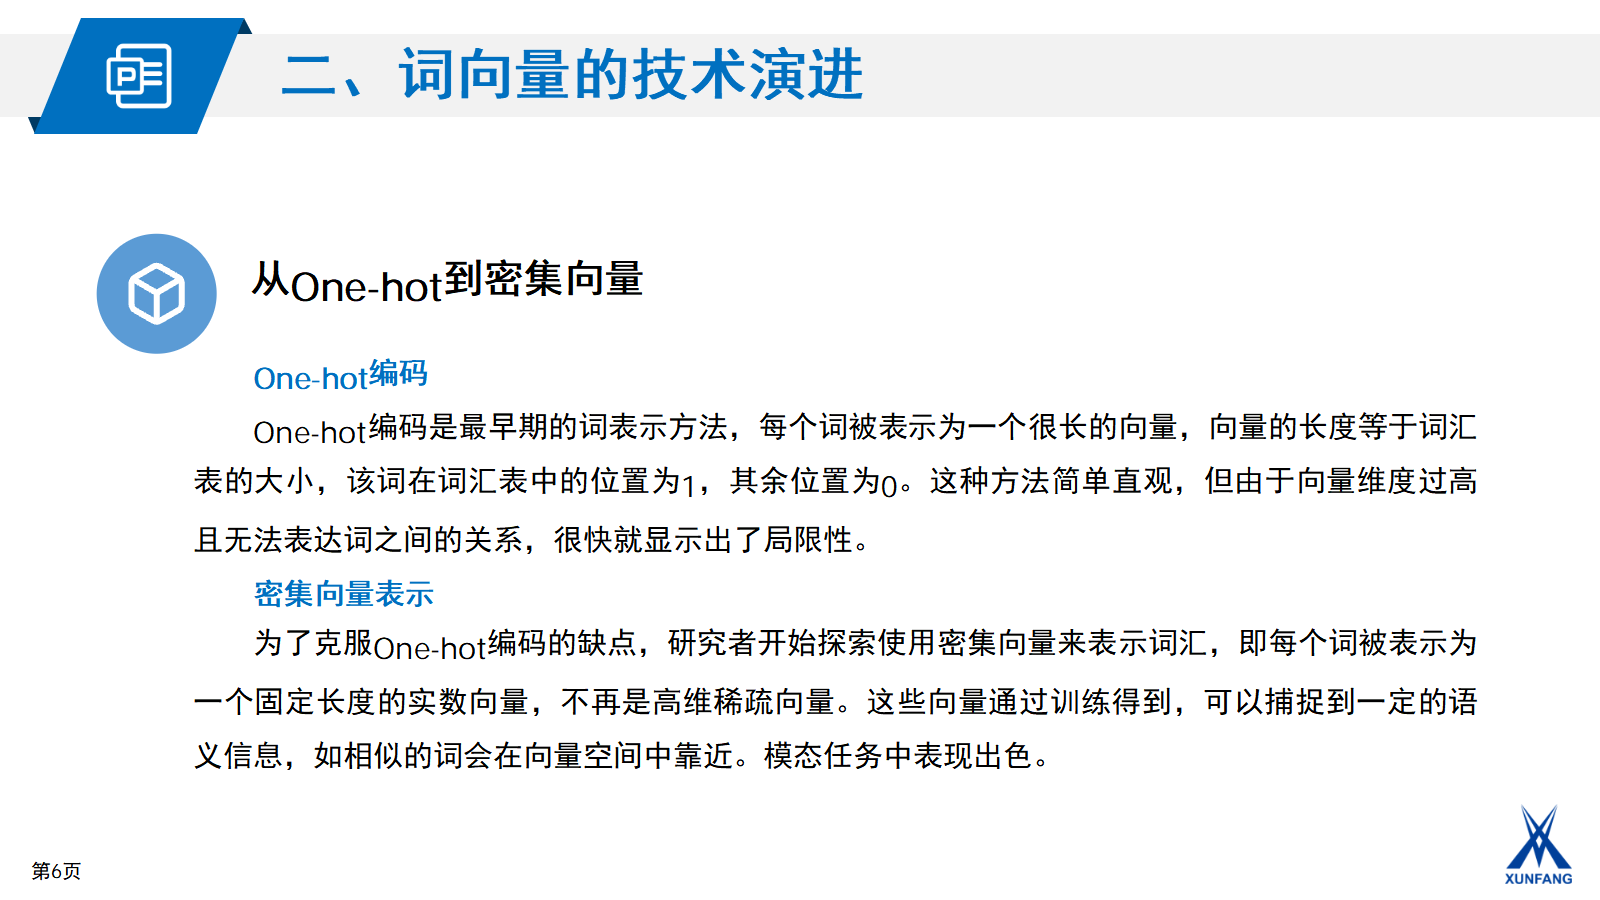 二、词向量的技术演进
从One-hot到密集向量
One-hot编码
One-hot编码是最早期的词表示方法，每个词被表示为一个很长的向量，向量的长度等于词汇
表的大小，该词在词汇表中的位置为1，其余位置为0。这种方法简单直观，但由于向量维度过高
且无法表达词之间的关系，很快就显示出了局限性。
密集向量表示
为了克服One-hot编码的缺点，研究者开始探索使用密集向量来表示词汇，即每个词被表示为
一个固定长度的实数向量，不再是高维稀疏向量。这些向量通过训练得到，可以捕捉到一定的语
义信息，如相似的词会在向量空间中靠近。模态任务中表现出色。
第6页
XUNFANG